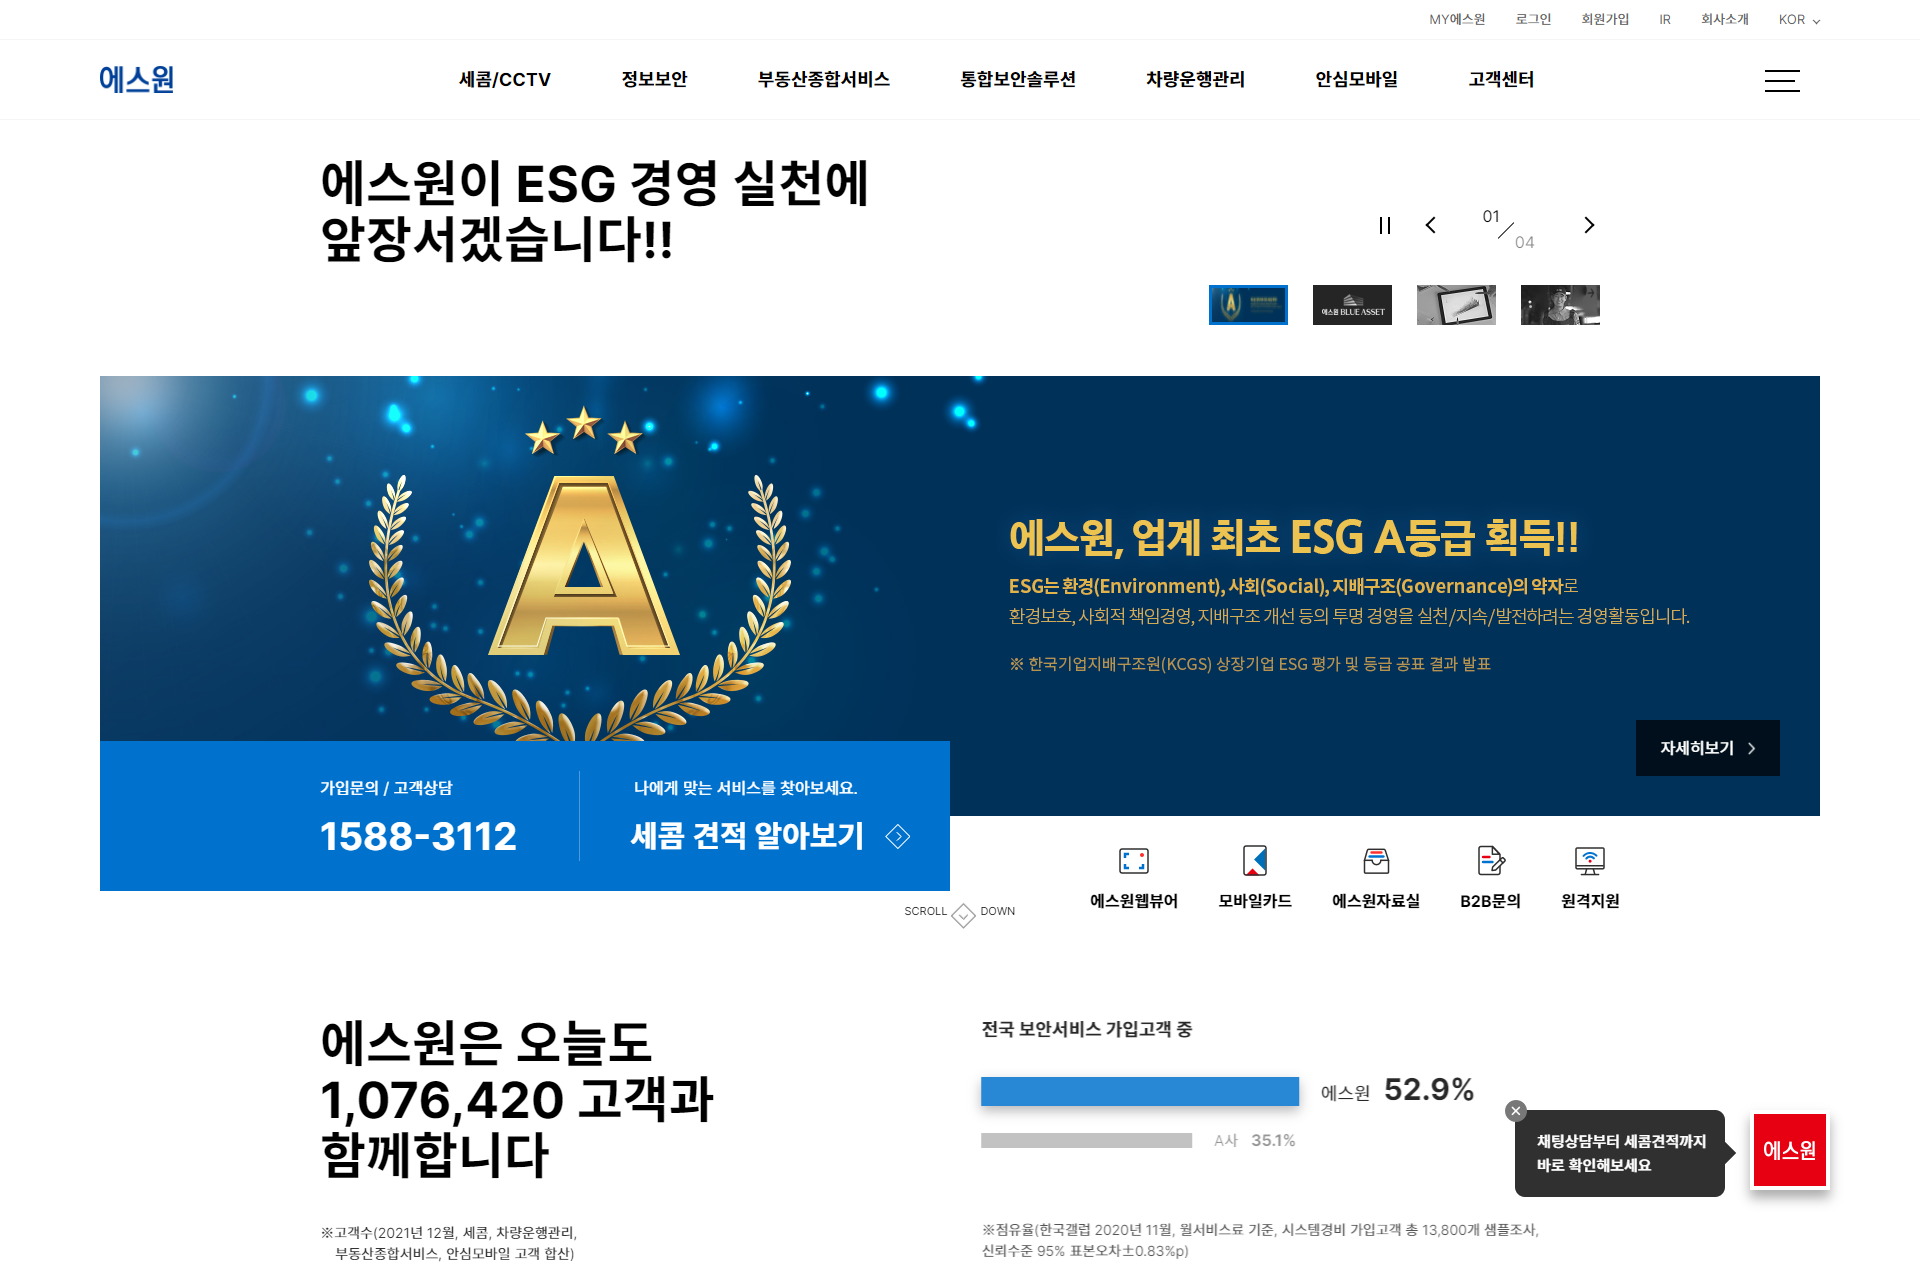 MY에스원 로그인 회원가입 IR 회사소개 KOR
에스원 세콤/CCTV 정보보안 부동산종합서비스 통합보안솔루션 차량운행관리 안심모바일 고객센터
에스원이 ESG 경영 실천에
앞장서겠습니다!!
01
04
에스원 BLUE ASSET
A
에스원, 업계 최초 ESG A등급 획득!!
ESG는 환경(Environment), 사회(Social), 지배구조(Governance)의 약자로
환경보호, 사회적 책임경영, 지배구조 개선 등의 투명 경영을 실천/지속/발전하려는 경영활동입니다.
※ 한국기업지배구조원(KCGS) 상장기업 ESG 평가 및 등급 공표 결과 발표
자세히보기
가입문의 / 고객상담
1588-3112
나에게 맞는 서비스를 찾아보세요.
세콤 견적 알아보기
에스원웹뷰어 모바일카드 에스원자료실 B2B문의 원격지원
SCROLL DOWN
에스원은 오늘도
1,076,420 고객과
함께합니다
※고객수(2021년 12월, 세콤, 차량운행관리,
부동산종합서비스, 안심모바일 고객 합산)
전국 보안서비스 가입고객 중
에스원 52.9%
A사 35.1%
※점유율(한국갤럽 2020년 11월, 월서비스료 기준, 시스템경비 가입고객 총 13,800개 샘플조사,
신뢰수준 95% 표본오차±0.83%p)
채팅상담부터 세콤견적까지
바로 확인해보세요
에스원